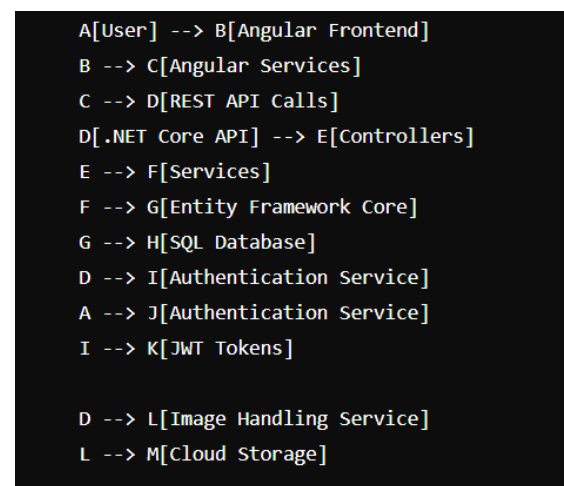 A[User] --> B[Angular Frontend]
B --> C[Angular Services]
C --> D[REST API Calls]
D[.NET Core API] --> E[Controllers]
E --> F[Services]
F --> G[Entity Framework Core]
G --> H[SQL Database]
D --> I[Authentication Service]
A --> J[Authentication Service]
I --> K[JWT Tokens]
D --> L[Image Handling Service]
L --> M[Cloud Storage]